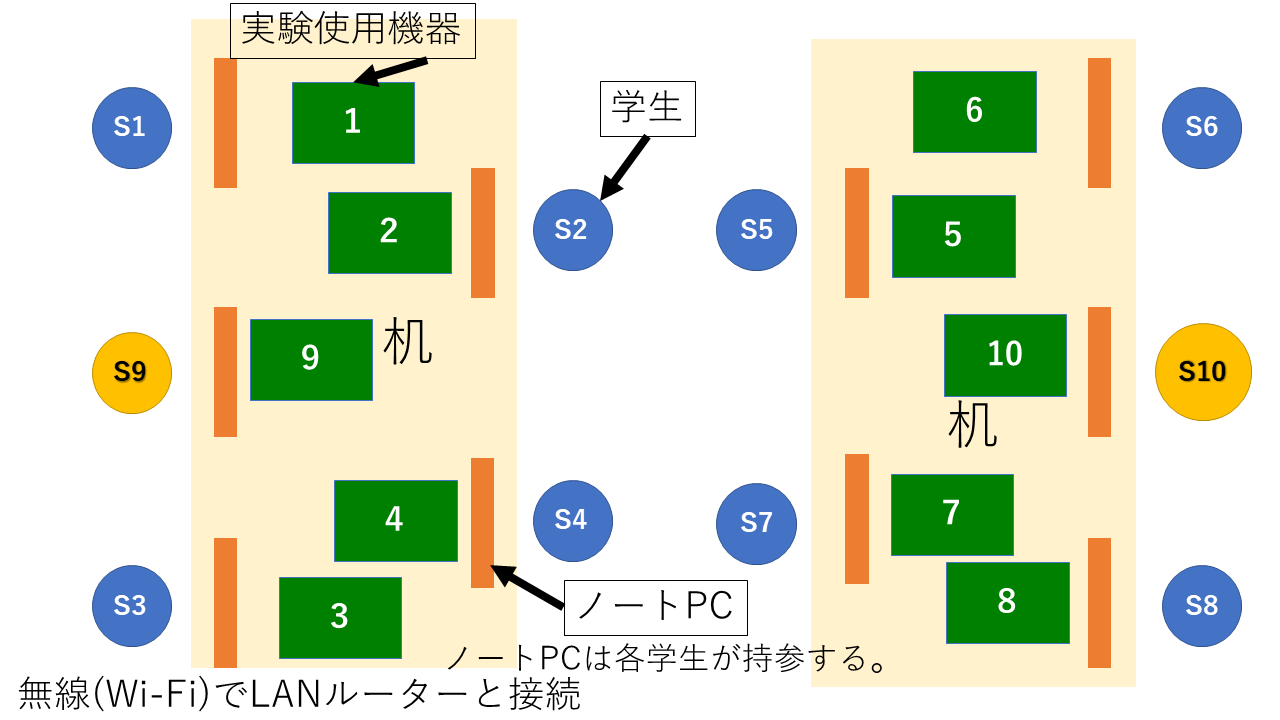 実験使用機器
学生
S1
1
6
S6
2
S2
S5
5
S9
9
机
10
S10
机
4
S4
S7
7
S3
3
ノートPC
8
S8
ノートPCは各学生が持参する。
無線(Wi-Fi)でLANルーターと接続